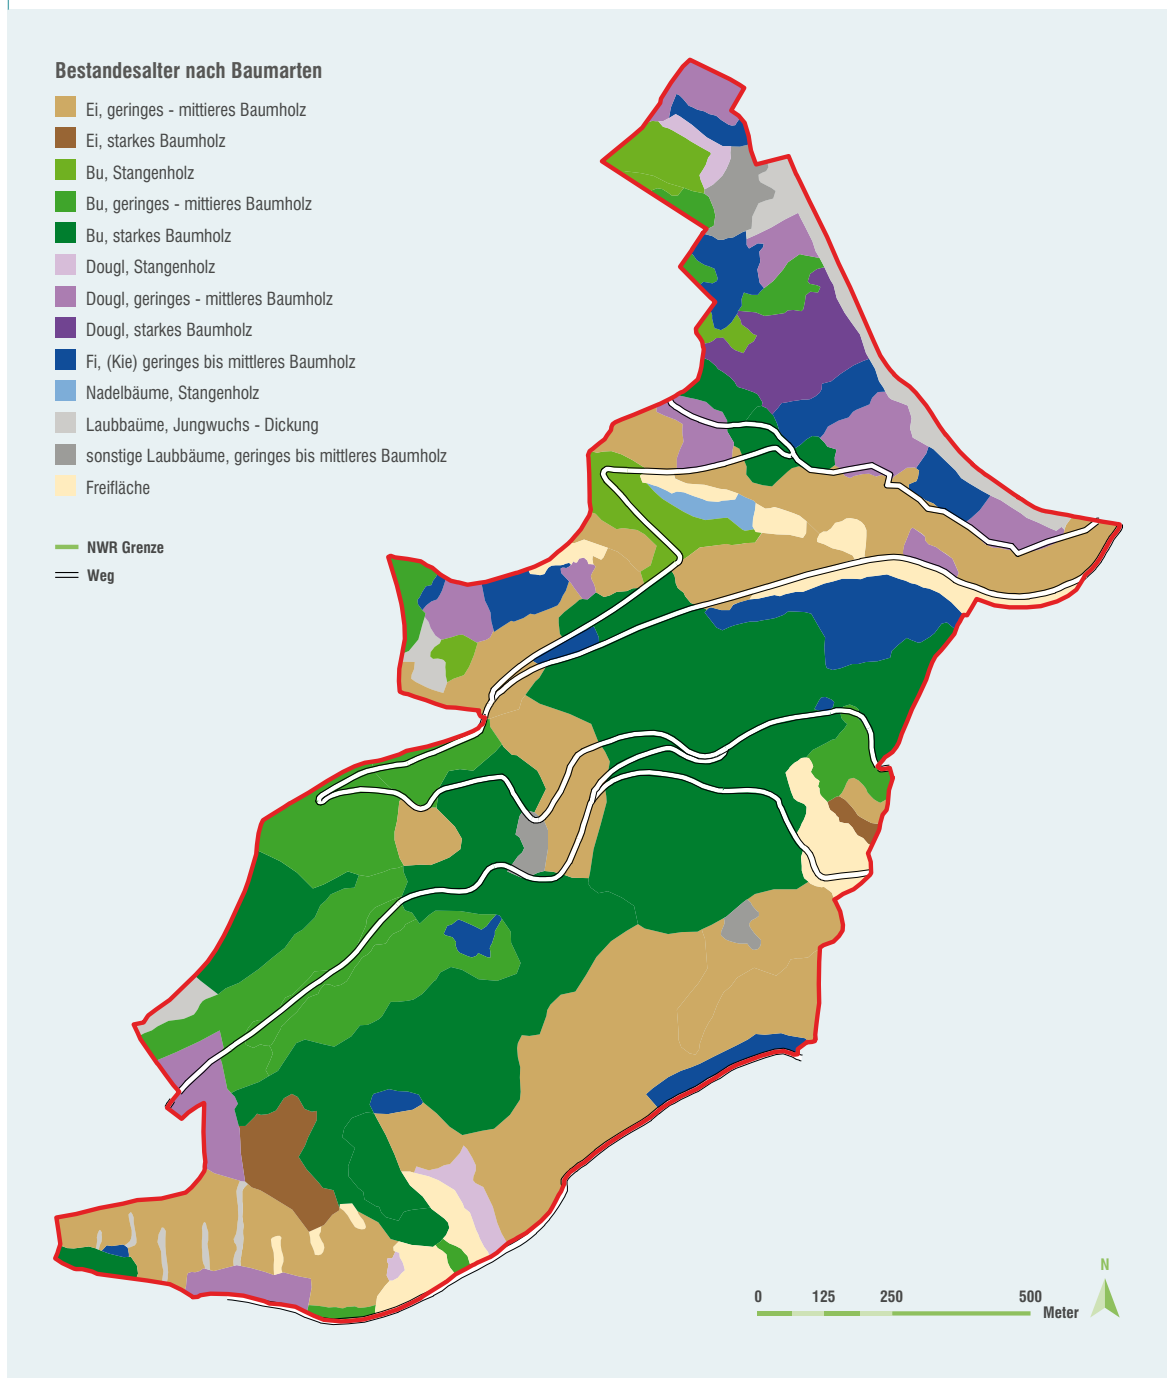 Bestandesalter nach Baumarten
Ei, geringes - mittieres Baumholz
Ei, starkes Baumholz
Bu, Stangenholz
Bu, geringes - mittieres Baumholz
Bu, starkes Baumholz
Dougl, Stangenholz
Dougl, geringes - mittleres Baumholz
Dougl, starkes Baumholz
Fi, (Kie) geringes bis mittleres Baumholz
Nadelbäume, Stangenholz
Laubbaüme, Jungwuchs - Dickung
sonstige Laubbäume, geringes bis mittleres Baumholz
Freifläche
NWR Grenze
Weg
N
0 125 250 500
Meter